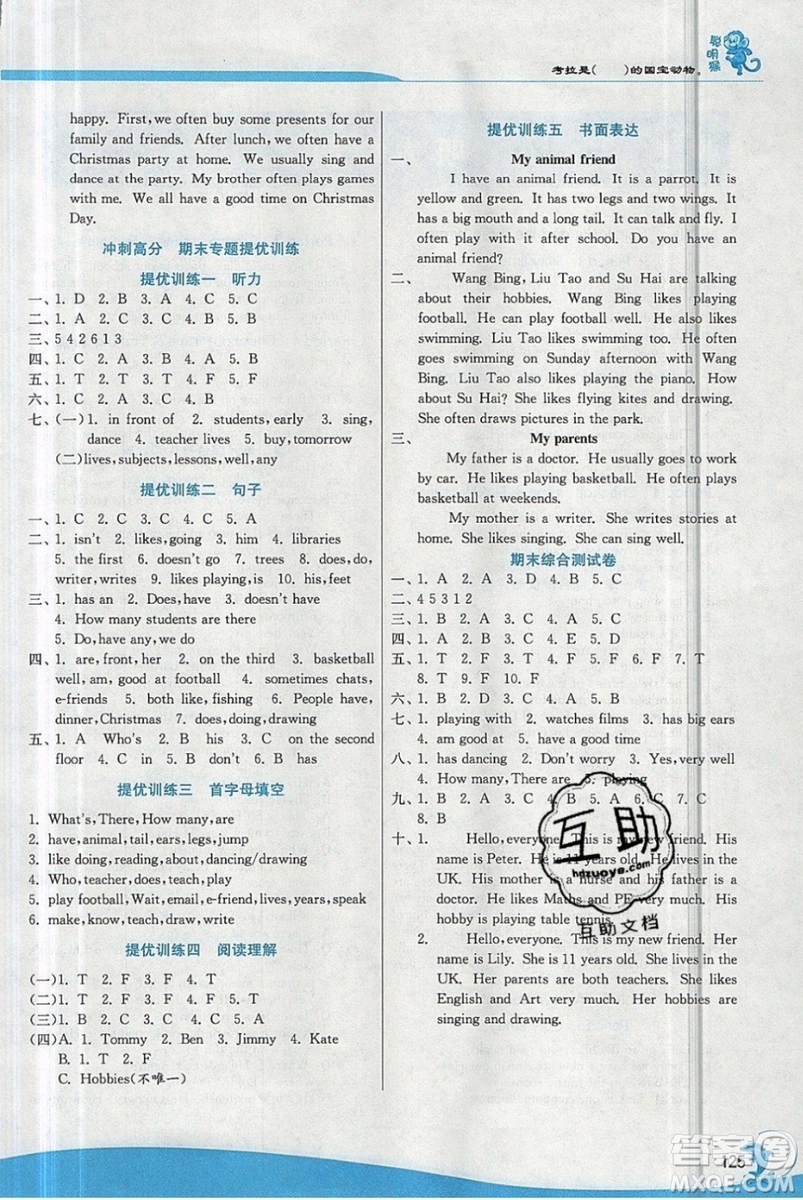 聪明猴
考拉是(    )的国宝动物。
happy. First, we often buy some presents for our
family and friends. After lunch, we often have a
Christmas party at home. We usually sing and
dance at the party. My brother often plays games
with me. We all have a good time on Christmas
Day.
冲刺高分 期末专题提优训练
提优训练一 听力
一、1. D 2. B 3. A 4. C 5. C
二、1. A 2. C 3. C 4. B 5. B
三、5 4 2 6 1 3
四、1. C 2. A 3. B 4. C 5. A
五、1. T 2. T 3. T 4. F 5. T
六、1. C 2. B 3. A 4. C 5. B
七、(一)1. in front of 2. students, early 3. sing,
dance 4. teacher lives 5. buy, tomorrow
(二)lives, subjects, lessons, well, any
提优训练二 句子
一、1. C 2. B 3. C 4. C 5. A
二、1. isn't 2. likes, going 3. him 4. libraries
5. the first 6. doesn't go 7. trees 8. does, do,
writer, writes 9. likes playing, is 10. his, feet
三、1. has an 2. Does, have 3. doesn't have
4. How many students are there
5. Do, have any, we do
四、1. are, front, her 2. on the third 3. basketball
well, am, good at football 4. sometimes chats,
e-friends 5. both like, fishing 6. People have,
dinner, Christmas 7. does, doing, drawing
五、1. A Who's 2. B his 3. C on the second
floor 4. C in 5. B has
提优训练三 首字母填空
1. What's, There, How many, are
2. have, animal, tail, ears, legs, jump
3. like doing, reading, about, dancing/drawing
4. Who, teacher, does, teach, play
5. play football, Wait, email, e-friend, lives, years, speak
6. make, know, teach, draw, write
提优训练四 阅读理解
(一)1. T 2. F 3. F 4. T
(二)1. T 2. F 3. F 4. F 5. T
(三)1. C 2. A 3. A 4. B 5. C
(四)A. 1. Tommy 2. Ben 3. Jimmy 4. Kate
B. 1. T 2. T 3. F
C. Hobbies(不唯一)
提优训练五 书面表达
一、 My animal friend
I have an animal friend. It is a parrot. It is
yellow and green. It has two legs and two wings. It
has a big mouth and a long tail. It can talk and fly. I
often play with it after school. Do you have an
animal friend?
二、 Wang Bing, Liu Tao and Su Hai are talking
about their hobbies. Wang Bing likes playing
football. He can play football well. He also likes
swimming. Liu Tao likes swimming too. He often
goes swimming on Sunday afternoon with Wang
Bing. Liu Tao likes playing the piano. How
about Su Hai? She likes flying kites and drawing.
She often draws pictures in the park.
三、 My parents
My father is a doctor. He usually goes to work
by car. He likes playing basketball. He often plays
basketball at weekends.
My mother is a writer. She writes stories at
home. She likes singing. She can sing well.
期末综合测试卷
一、1. A 2. A 3. D 4. B 5. C
二、4 5 3 1 2
三、1. B 2. A 3. C 4. A 5. C
四、1. A 2. B 3. C 4. E 5. D
五、1. T 2. F 3. T 4. F 5. F 6. F 7. T
8. T 9. F 10. F
六、1. B 2. C 3. D 4. A 5. A
七、1. playing with 2. watches films 3. has big ears
4. am good at 5. have a good time
八、1. has dancing 2. Don't worry 3. Yes, very well
4. How many, There are 5. playing
九、1. B 2. A 3. B 4. C
8. B
十、1. Hello, everyone. This is my new friend. His
name is Peter. He is 11 years old. He lives in the
UK. His mother is a nurse and his father is a
doctor. He likes Maths and PE very much. His
hobby is playing table tennis.
2. Hello, everyone. This is my new friend. Her
name is Lily. She is 11 years old. She lives in the
UK. Her parents are both teachers. She likes
English and Art very much. Her hobbies are
singing and drawing.
互助
hdzuoye.com
互助文档
125
答案圈
MXQE.COM